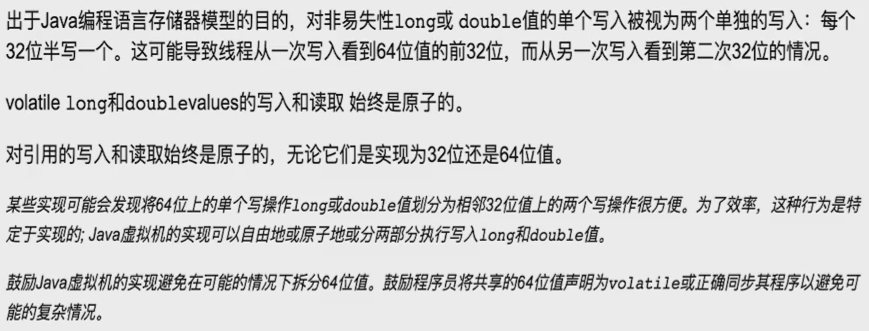 出于Java编程语言存储器模型的目的，对非易失性long或 double值的单个写入被视为两个单独的写入：每个
32位半写一个。这可能导致线程从一次写入看到64位值的前32位，而从另一次写入看到第二次32位的情况。
volatile long和doublevalues的写入和读取 始终是原子的。
对引用的写入和读取始终是原子的，无论它们是实现为32位还是64位值。
某些实现可能会发现将64位上的单个写操作long或double值划分为相邻32位值上的两个写操作很方便。为了效率，这种行为是特
定于实现的; Java虚拟机的实现可以自由地或原子地或分两部分执行写入long和double值。
鼓励Java虚拟机的实现避免在可能的情况下拆分64位值。鼓励程序员将共享的64位值声明为volatile或正确同步其程序以避免可
能的复杂情况。